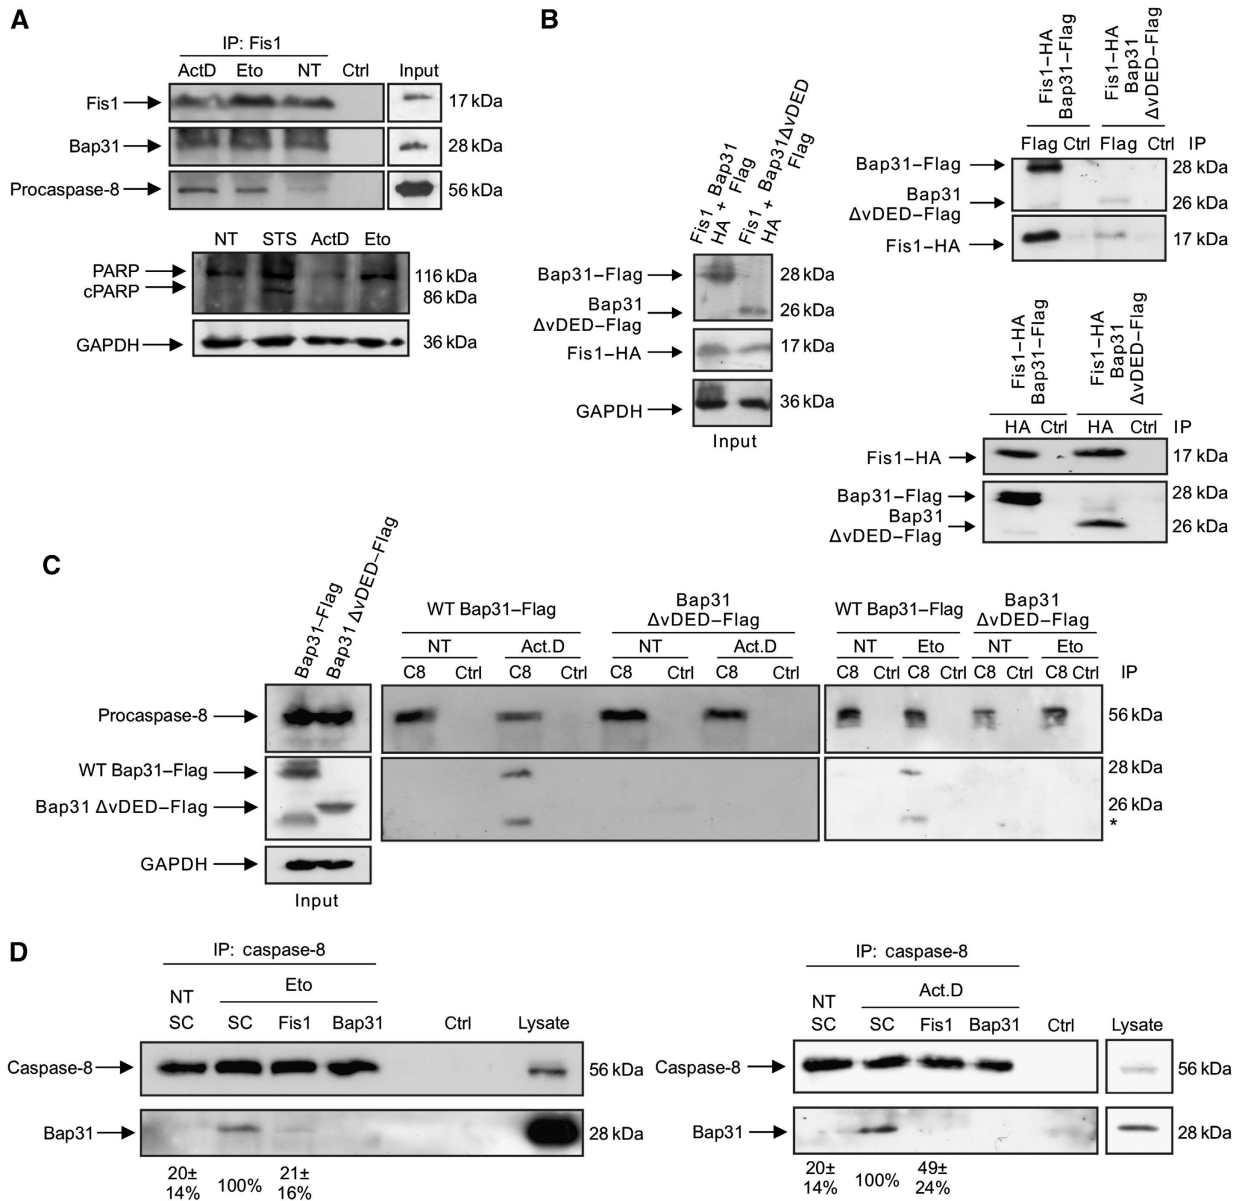 A
IP: Fis1
ActD Eto NT Ctrl Input
Fis1 17 kDa
Bap31 28 kDa
Procaspase-8 56 kDa
NT STS ActD Eto
PARP 116 kDa
cPARP 86 kDa
GAPDH 36 kDa
B
Fis1 + Bap31
HA Flag
Fis1 + Bap31ΔvDED
HA Flag
Bap31–Flag 28 kDa
Bap31
ΔvDED–Flag 26 kDa
Fis1–HA 17 kDa
GAPDH 36 kDa
Input
Fis1–HA
Bap31–Flag
Fis1–HA
Bap31
ΔvDED–Flag
Flag Ctrl Flag Ctrl IP
Bap31–Flag 28 kDa
Bap31
ΔvDED–Flag 26 kDa
Fis1–HA 17 kDa
Fis1–HA
Bap31–Flag
Fis1–HA
Bap31
ΔvDED–Flag
HA Ctrl HA Ctrl IP
Fis1–HA 17 kDa
Bap31–Flag 28 kDa
Bap31
ΔvDED–Flag 26 kDa
C
Bap31–Flag
Bap31 ΔvDED–Flag
WT Bap31–Flag
Bap31
ΔvDED–Flag
WT Bap31–Flag
Bap31
ΔvDED–Flag
NT Act.D NT Act.D NT Eto NT Eto
C8 Ctrl C8 Ctrl C8 Ctrl C8 Ctrl C8 Ctrl C8 Ctrl C8 Ctrl C8 Ctrl IP
Procaspase-8 56 kDa
WT Bap31–Flag 28 kDa
Bap31 ΔvDED–Flag 26 kDa
*
GAPDH
Input
D
IP: caspase-8
Eto
NT
SC SC Fis1 Bap31 Ctrl Lysate
Caspase-8 56 kDa
Bap31 28 kDa
20±
14%
100%
21±
16%
IP: caspase-8
Act.D
NT
SC SC Fis1 Bap31 Ctrl Lysate
Caspase-8 56 kDa
Bap31 28 kDa
20±
14%
100%
49±
24%